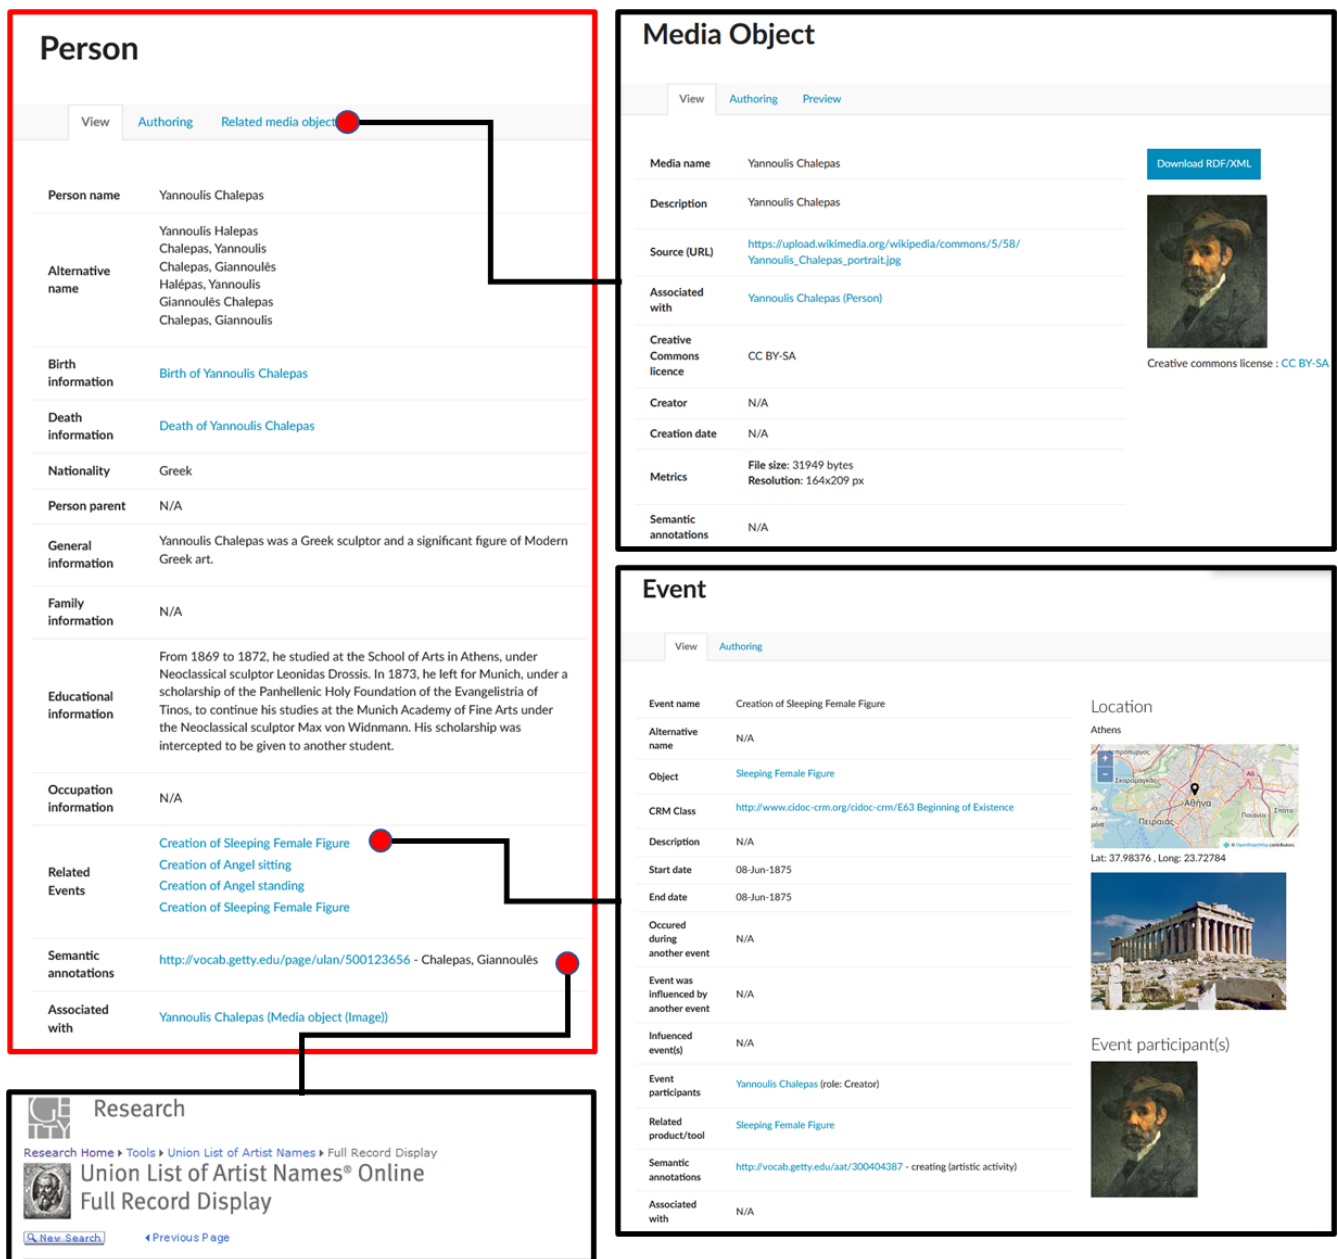 Person
View Authoring Related media object
Person name Yannoulis Chalepas
Alternative name
Yannoulis Halepas
Chalepas, Yannoulis
Chalepas, Giannoulēs
Halépas, Yannoulis
Giannoulēs Chalepas
Chalepas, Giannoulis
Birth information
Birth of Yannoulis Chalepas
Death information
Death of Yannoulis Chalepas
Nationality Greek
Person parent N/A
General information
Yannoulis Chalepas was a Greek sculptor and a significant figure of Modern
Greek art.
Family information
N/A
Educational information
From 1869 to 1872, he studied at the School of Arts in Athens, under
Neoclassical sculptor Leonidas Drossis. In 1873, he left for Munich, under a
scholarship of the Panhellenic Holy Foundation of the Evangelistria of
Tinos, to continue his studies at the Munich Academy of Fine Arts under
the Neoclassical sculptor Max von Widnmann. His scholarship was
intercepted to be given to another student.
Occupation information
N/A
Related Events
Creation of Sleeping Female Figure
Creation of Angel sitting
Creation of Angel standing
Creation of Sleeping Female Figure
Semantic annotations
http://vocab.getty.edu/page/ulan/500123656 - Chalepas, Giannoulēs
Associated with
Yannoulis Chalepas (Media object (Image))
GETTY
Research
Research Home Tools Union List of Artist Names Full Record Display
Union List of Artist Names® Online
Full Record Display
New Search Previous Page
Media Object
View Authoring Preview
Media name Yannoulis Chalepas
Description Yannoulis Chalepas
Source (URL)
https://upload.wikimedia.org/wikipedia/commons/5/58/
Yannoulis_Chalepas_portrait.jpg
Associated with
Yannoulis Chalepas (Person)
Creative Commons licence
CC BY-SA
Creator N/A
Creation date N/A
Metrics
File size: 31949 bytes
Resolution: 164x209 px
Semantic annotations
N/A
Download RDF/XML
Creative commons license : CC BY-SA
Event
View Authoring
Event name Creation of Sleeping Female Figure
Alternative name
N/A
Object Sleeping Female Figure
CRM Class http://www.cidoc-crm.org/cidoc-crm/E63 Beginning of Existence
Description N/A
Start date 08-Jun-1875
End date 08-Jun-1875
Occured during another event
N/A
Event was influenced by another event
N/A
Infuenced event(s)
N/A
Event participants
Yannoulis Chalepas (role: Creator)
Related product/tool
Sleeping Female Figure
Semantic annotations
http://vocab.getty.edu/aat/300404387 - creating (artistic activity)
Associated with
N/A
Location
Athens
+
−
A6
Αθήνα
Πειραιάς
Παιανία
© OpenStreetMap contributors.
Lat: 37.98376 , Long: 23.72784
Event participant(s)